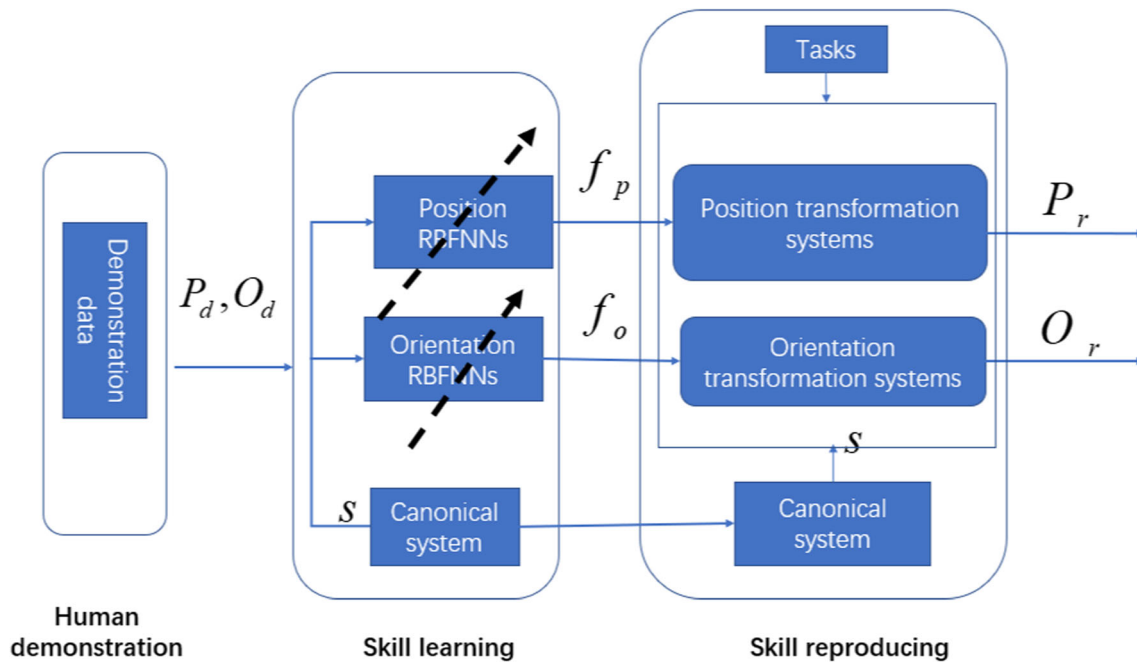 Demonstration
data
P_d, O_d
Position
RBFNNs
Orientation
RBFNNs
s
Canonical
system
f_p
f_o
Tasks
Position transformation
systems
Orientation
transformation systems
s
Canonical
system
P_r
O_r
Human
demonstration
Skill learning
Skill reproducing